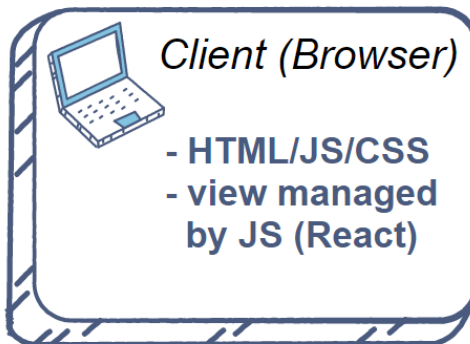 Client (Browser)
- HTML/JS/CSS
- view managed
by JS (React)